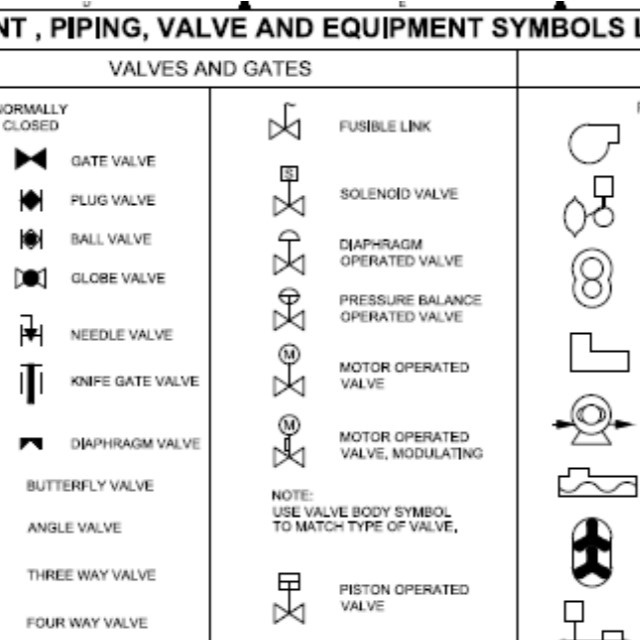 NT , PIPING, VALVE AND EQUIPMENT SYMBOLS L
VALVES AND GATES
NORMALLY
CLOSED
GATE VALVE
PLUG VALVE
BALL VALVE
GLOBE VALVE
NEEDLE VALVE
KNIFE GATE VALVE
DIAPHRAGM VALVE
BUTTERFLY VALVE
ANGLE VALVE
THREE WAY VALVE
FOUR WAY VALVE
FUSIBLE LINK
S
SOLENOID VALVE
DIAPHRAGM
OPERATED VALVE
PRESSURE BALANCE
OPERATED VALVE
M
MOTOR OPERATED
VALVE
M
MOTOR OPERATED
VALVE, MODULATING
NOTE:
USE VALVE BODY SYMBOL
TO MATCH TYPE OF VALVE,
PISTON OPERATED
VALVE